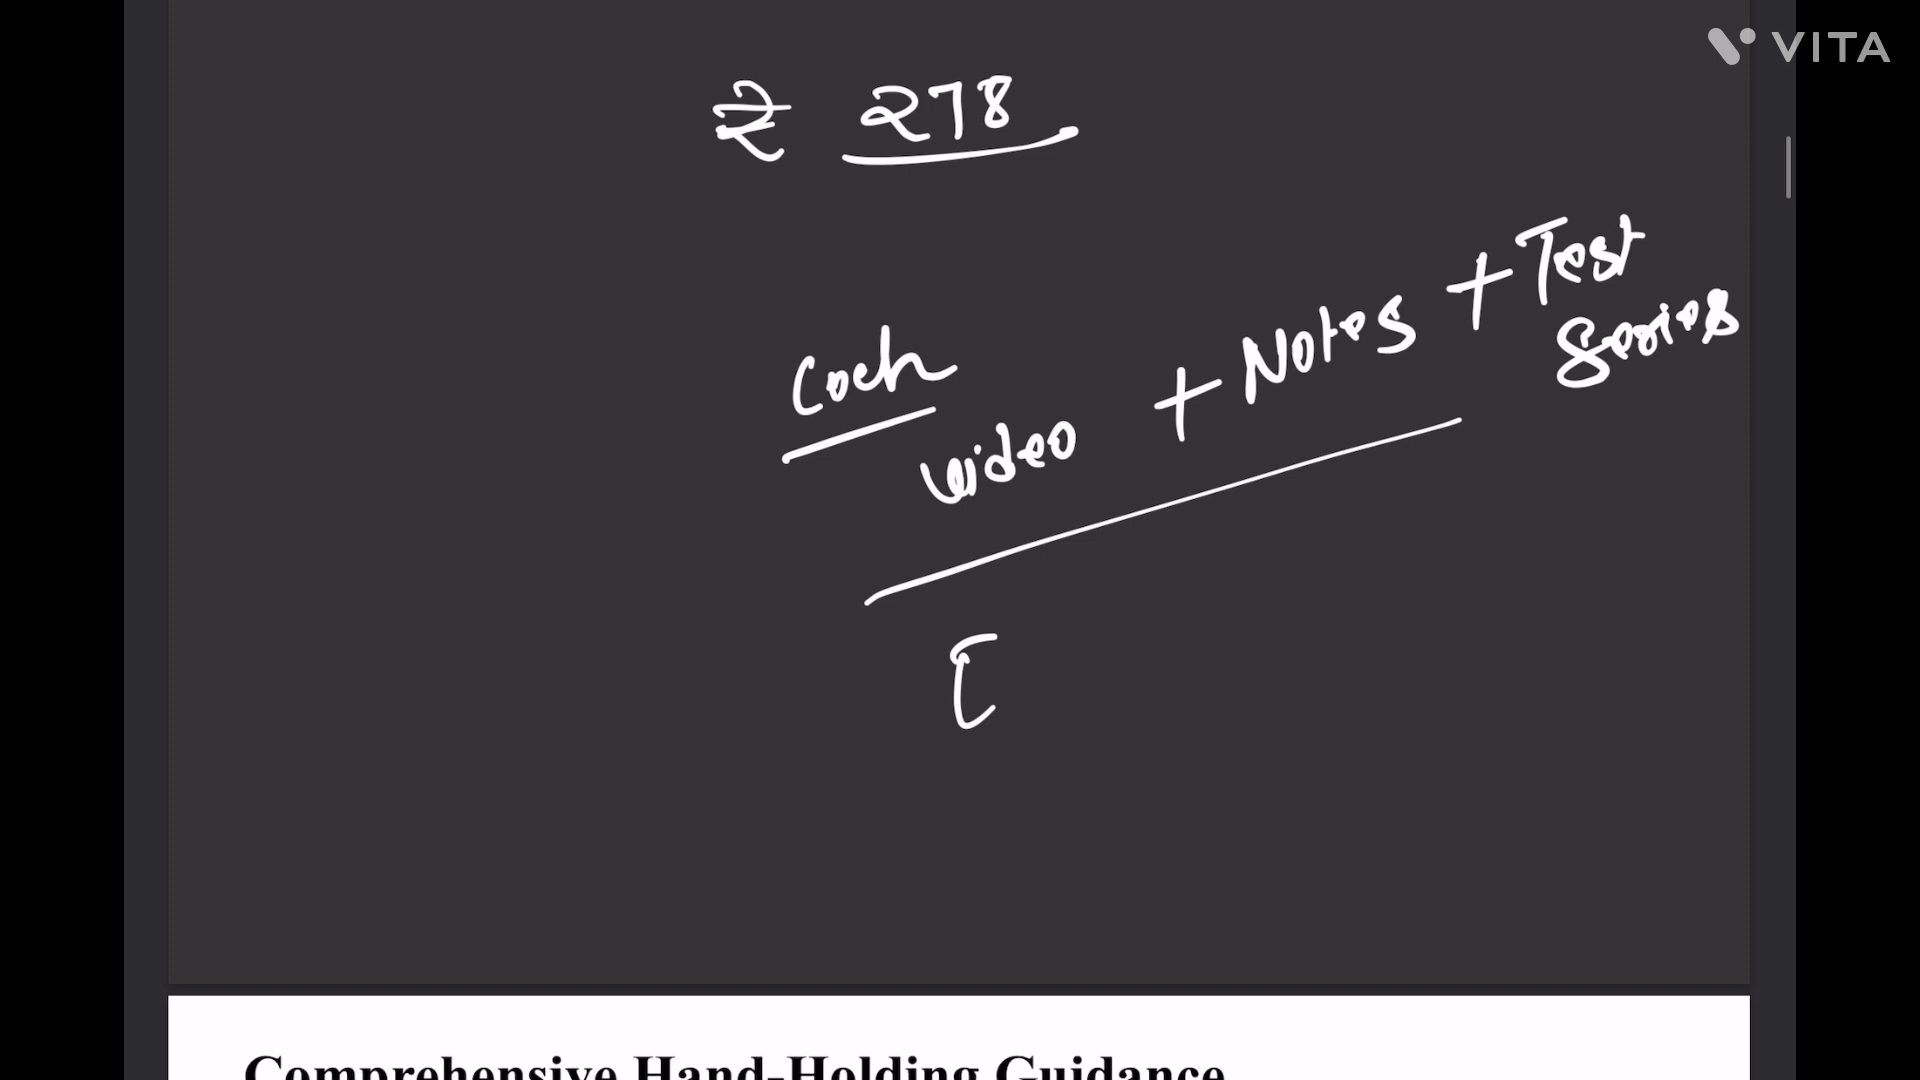 VITA
₹ 278
Coch
video + Notes + Test
Series
[
Comprehensive Hand-Holding Guidance